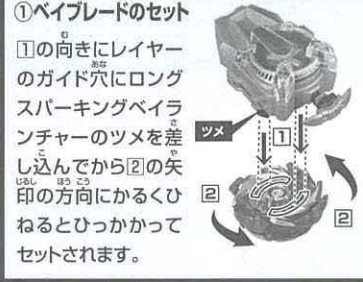 ①ベイブレードのセット
1の向きにレイヤー
のガイド穴にロング
スパーキングベイラ
ンチャーのツメを差
し込んでから2の矢
印の方向にかるくひ
ねるとひっかかって
セットされます。
ツメ
1
2
2